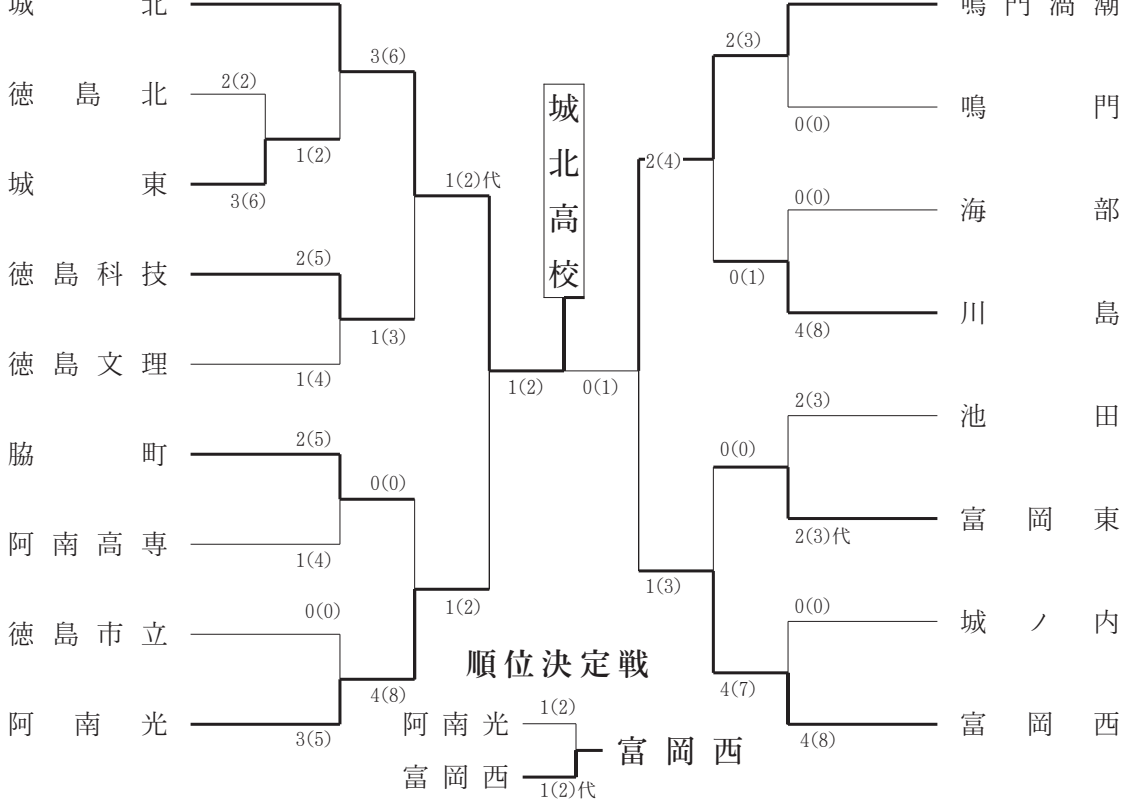 城北
3(6)
徳島北
2(2)
1(2)
城東
3(6)
1(2)代
徳島科技
2(5)
1(3)
徳島文理
1(4)
脇町
2(5)
0(0)
阿南高専
1(4)
1(2)
徳島市立
0(0)
4(8)
阿南光
3(5)
城北高校
1(2)
0(1)
鳴門渦潮
2(3)
鳴門
0(0)
2(4)
海部
0(0)
0(1)
川島
4(8)
池田
2(3)
0(0)
富岡東
2(3)代
1(3)
城ノ内
0(0)
4(7)
富岡西
4(8)
順位決定戦
阿南光
1(2)
富岡西
富岡西
1(2)代